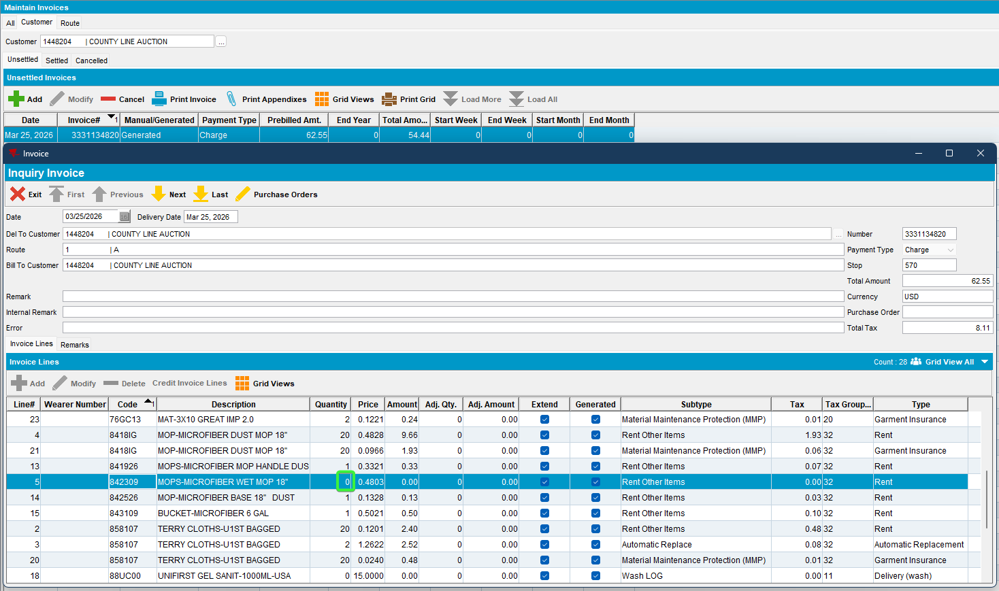 Maintain Invoices
All Customer Route
Customer 1448204 | COUNTY LINE AUCTION ...
Unsettled Settled Cancelled
Unsettled Invoices
Add Modify Cancel Print Invoice Print Appendixes Grid Views Print Grid Load More Load All
Date Invoice# 1 Manual/Generated Payment Type Prebilled Amt. End Year Total Amo... Start Week End Week Start Month End Month
Mar 25, 2026 3331134820 Generated Charge 62.55 0 54.44 0 0 0 0
Invoice
Inquiry Invoice
Exit First Previous Next Last Purchase Orders
Date 03/25/2026 16 Delivery Date Mar 25, 2026
Del To Customer 1448204 | COUNTY LINE AUCTION ... Number 3331134820
Route 1 | A Payment Type Charge
Bill To Customer 1448204 | COUNTY LINE AUCTION Stop 570
Total Amount 62.55
Remark Currency USD
Internal Remark Purchase Order
Error Total Tax 8.11
Invoice Lines Remarks
Invoice Lines Count : 28 Grid View All
Add Modify Delete Credit Invoice Lines Grid Views
Line# Wearer Number Code 1 Description Quantity Price Amount Adj. Qty. Adj. Amount Extend Generated Subtype Tax Tax Group... Type
23 76GC13 MAT-3X10 GREAT IMP 2.0 2 0.1221 0.24 0 0.00 Material Maintenance Protection (MMP) 0.01 20 Garment Insurance
4 8418IG MOP-MICROFIBER DUST MOP 18" 20 0.4828 9.66 0 0.00 Rent Other Items 1.93 32 Rent
21 8418IG MOP-MICROFIBER DUST MOP 18" 20 0.0966 1.93 0 0.00 Material Maintenance Protection (MMP) 0.06 32 Garment Insurance
13 841926 MOPS-MICROFIBER MOP HANDLE DUS 1 0.3321 0.33 0 0.00 Rent Other Items 0.07 32 Rent
5 842309 MOPS-MICROFIBER WET MOP 18" 0 0.4803 0.00 0 0.00 Rent Other Items 0.00 32 Rent
14 842526 MOP-MICROFIBER BASE 18" DUST 1 0.1328 0.13 0 0.00 Rent Other Items 0.03 32 Rent
15 843109 BUCKET-MICROFIBER 6 GAL 1 0.5021 0.50 0 0.00 Rent Other Items 0.10 32 Rent
2 858107 TERRY CLOTHS-U1ST BAGGED 20 0.1201 2.40 0 0.00 Rent Other Items 0.48 32 Rent
3 858107 TERRY CLOTHS-U1ST BAGGED 2 1.2622 2.52 0 0.00 Automatic Replace 0.08 32 Automatic Replacement
20 858107 TERRY CLOTHS-U1ST BAGGED 20 0.0240 0.48 0 0.00 Material Maintenance Protection (MMP) 0.01 32 Garment Insurance
18 88UC00 UNIFIRST GEL SANIT-1000ML-USA 0 15.0000 0.00 0 0.00 Wash LOG 0.00 11 Delivery (wash)